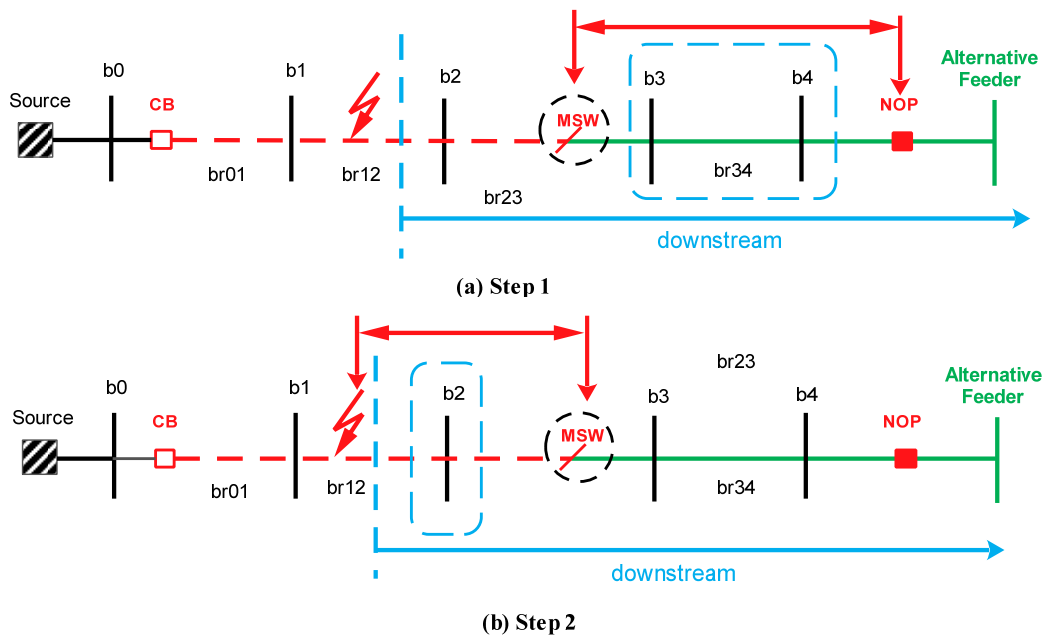 Alternative
Feeder
b0
b1
b2
b3
b4
Source
CB
MSW
NOP
br01
br12
br34
br23
downstream
(a) Step 1
br23
Alternative
Feeder
b0
b1
b2
b3
b4
Source
CB
MSW
NOP
br01
br12
br34
downstream
(b) Step 2